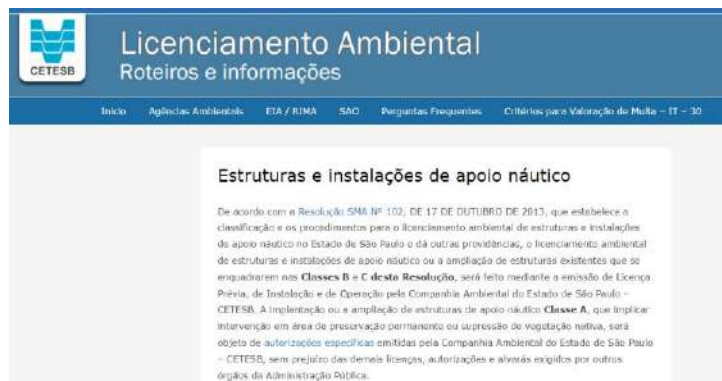 CETESB
Licenciamento Ambiental
Roteiros e informações
Início Agências Ambientais EIA / RIMA SAO Perguntas Frequentes Critérios para Valoração de Multa – IT – 30
Estruturas e instalações de apoio náutico
De acordo com a Resolução SMA Nº 102, DE 17 DE OUTUBRO DE 2013, que estabelece a
classificação e os procedimentos para o licenciamento ambiental de estruturas e instalações
de apoio náutico no Estado de São Paulo e dá outras providências, o licenciamento ambiental
de estruturas e instalações de apoio náutico ou a ampliação de estruturas existentes que se
enquadrarem nas Classes B e C desta Resolução, será feito mediante a emissão de Licença
Prévia, de Instalação e de Operação pela Companhia Ambiental do Estado de São Paulo –
CETESB. A implantação ou a ampliação de estruturas de apoio náutico Classe A, que implicar
intervenção em área de preservação permanente ou supressão de vegetação nativa, será
objeto de autorizações específicas emitidas pela Companhia Ambiental do Estado de São Paulo
– CETESB, sem prejuízo das demais licenças, autorizações e alvarás exigidos por outros
órgãos da Administração Pública.